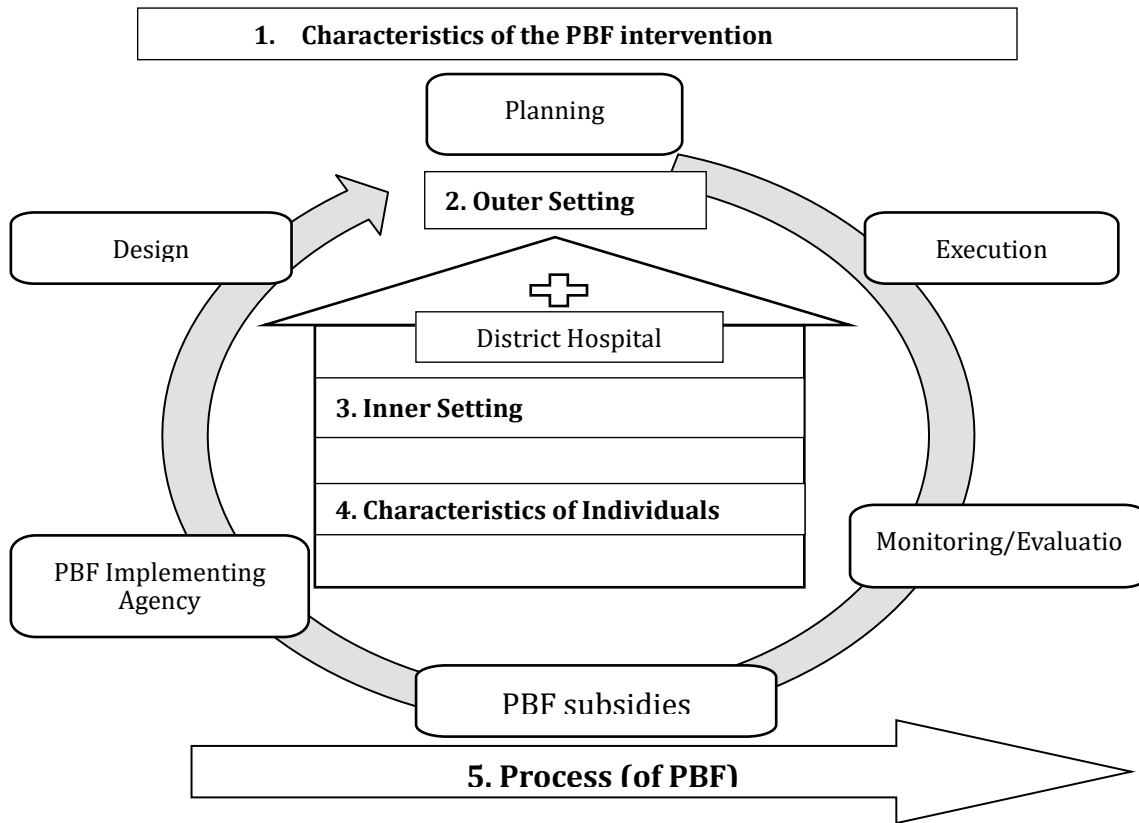 1. Characteristics of the PBF intervention
Planning
2. Outer Setting
Design
Execution
District Hospital
3. Inner Setting
4. Characteristics of Individuals
PBF Implementing
Agency
Monitoring/Evaluatio
PBF subsidies
5. Process (of PBF)